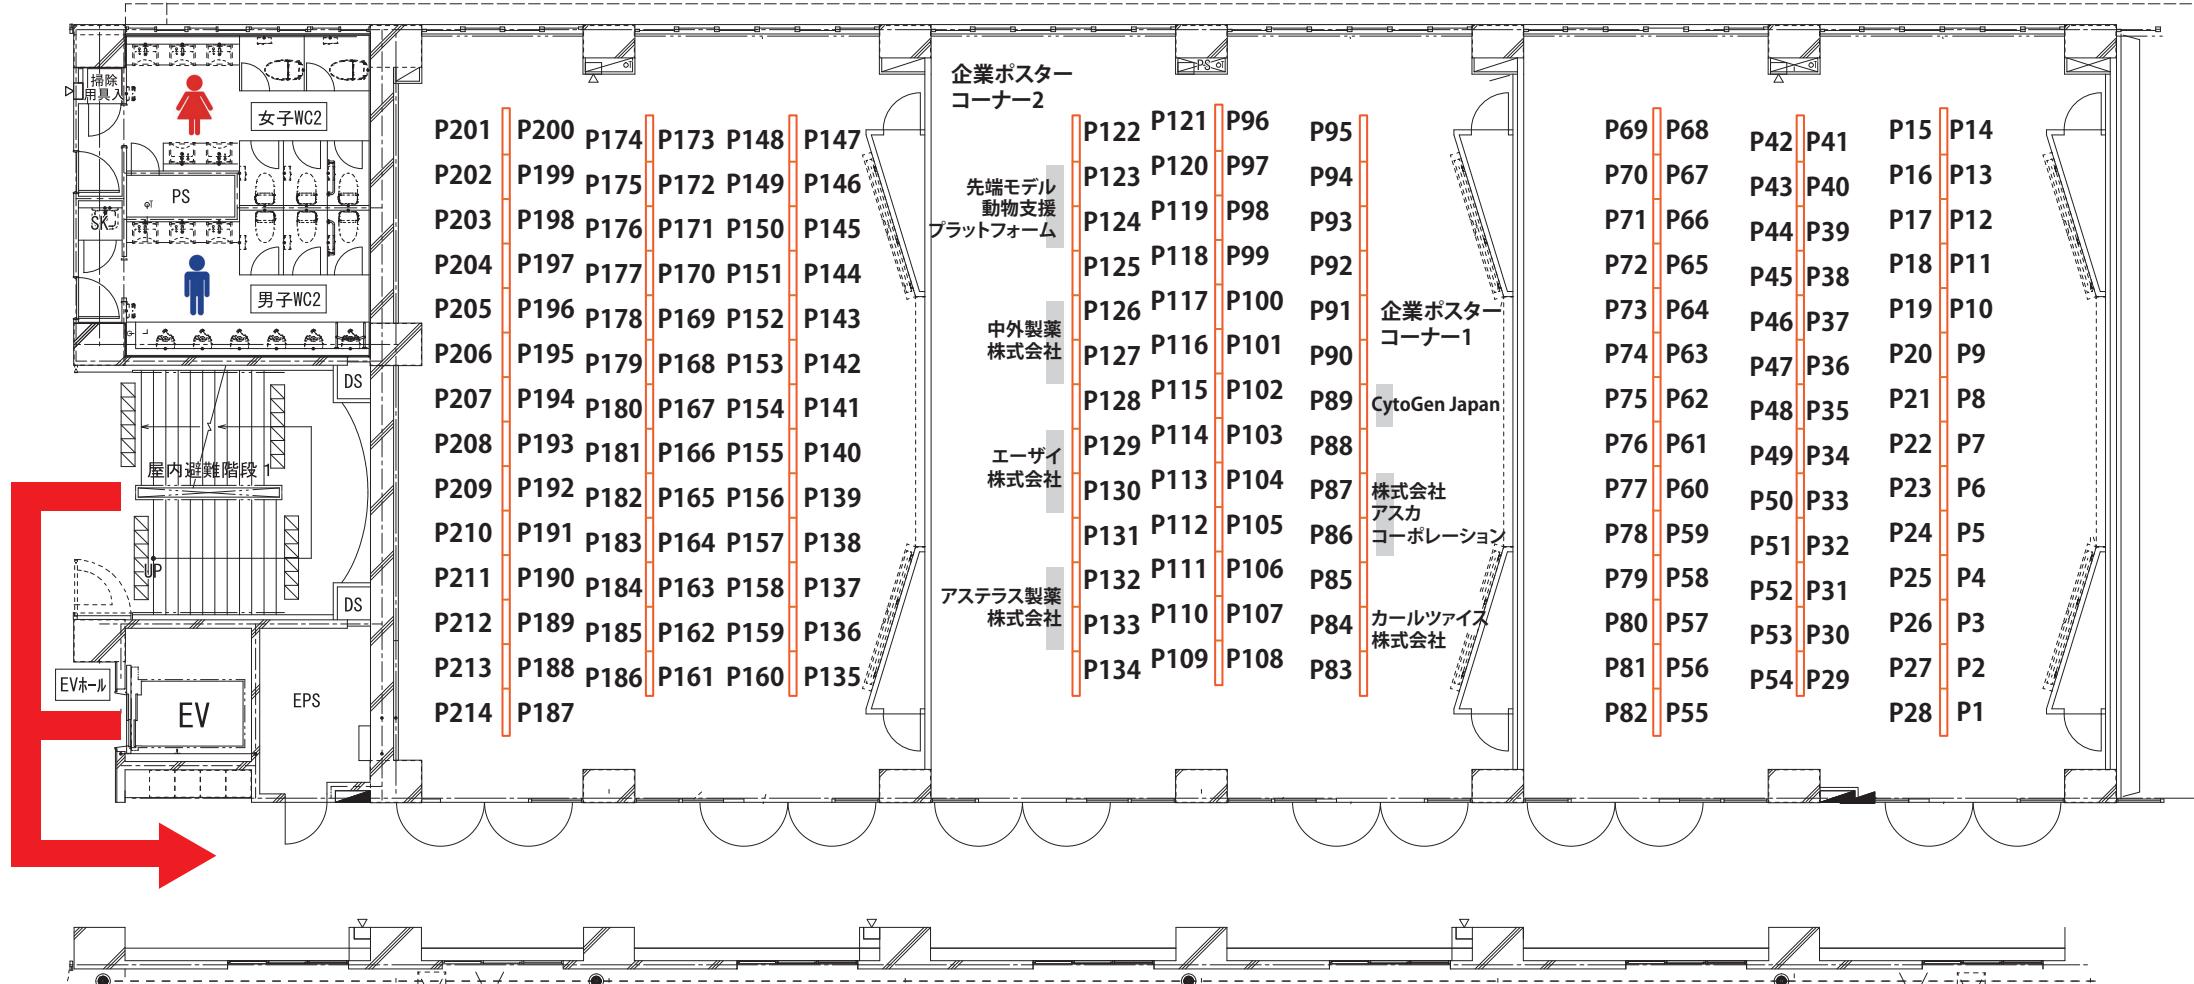 掃除
用具入
女子WC2
PS
SK
男子WC2
DS
屋内避難階段 1
UP
DS
EVホール
EV
EPS
P201 P200
P202 P199
P203 P198
P204 P197
P205 P196
P206 P195
P207 P194
P208 P193
P209 P192
P210 P191
P211 P190
P212 P189
P213 P188
P214 P187
P174 P173
P175 P172
P176 P171
P177 P170
P178 P169
P179 P168
P180 P167
P181 P166
P182 P165
P183 P164
P184 P163
P185 P162
P186 P161
P148 P147
P149 P146
P150 P145
P151 P144
P152 P143
P153 P142
P154 P141
P155 P140
P156 P139
P157 P138
P158 P137
P159 P136
P160 P135
企業ポスター
コーナー2
先端モデル
動物支援
プラットフォーム
中外製薬
株式会社
エーザイ
株式会社
アステラス製薬
株式会社
P122
P123
P124
P125
P126
P127
P128
P129
P130
P131
P132
P133
P134
PS
P121 P96
P120 P97
P119 P98
P118 P99
P117 P100
P116 P101
P115 P102
P114 P103
P113 P104
P112 P105
P111 P106
P110 P107
P109 P108
P95
P94
P93
P92
P91
P90
P89
P88
P87
P86
P85
P84
P83
企業ポスター
コーナー1
CytoGen Japan
株式会社
アスカ
コーポレーション
カールツァイス
株式会社
P69 P68
P70 P67
P71 P66
P72 P65
P73 P64
P74 P63
P75 P62
P76 P61
P77 P60
P78 P59
P79 P58
P80 P57
P81 P56
P82 P55
P42 P41
P43 P40
P44 P39
P45 P38
P46 P37
P47 P36
P48 P35
P49 P34
P50 P33
P51 P32
P52 P31
P53 P30
P54 P29
P15 P14
P16 P13
P17 P12
P18 P11
P19 P10
P20 P9
P21 P8
P22 P7
P23 P6
P24 P5
P25 P4
P26 P3
P27 P2
P28 P1